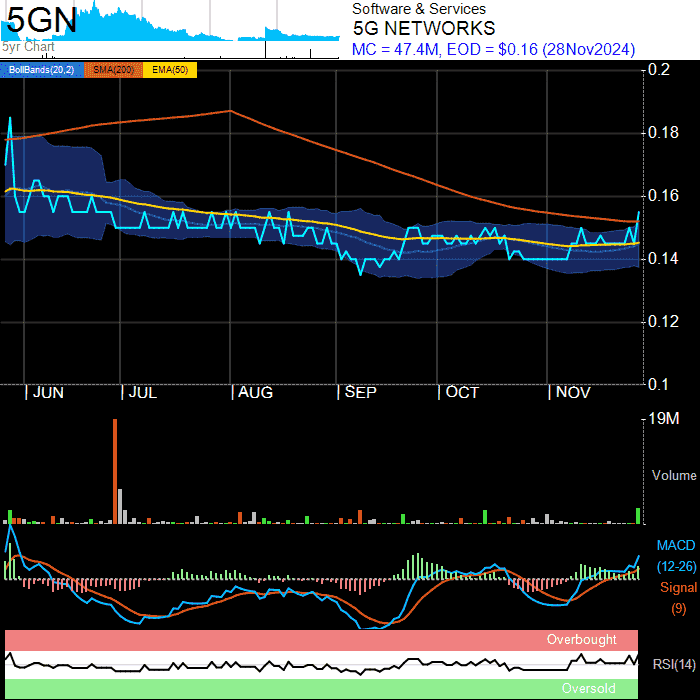 5GN
5yr Chart
Software & Services
5G NETWORKS
MC = 47.4M, EOD = $0.16 (28Nov2024)
BollBands(20,2) SMA(200) EMA(50)
0.2
0.18
0.16
0.14
0.12
0.1
JUN JUL AUG SEP OCT NOV
19M
Volume
MACD
(12-26)
Signal
(9)
Overbought
RSI(14)
Oversold